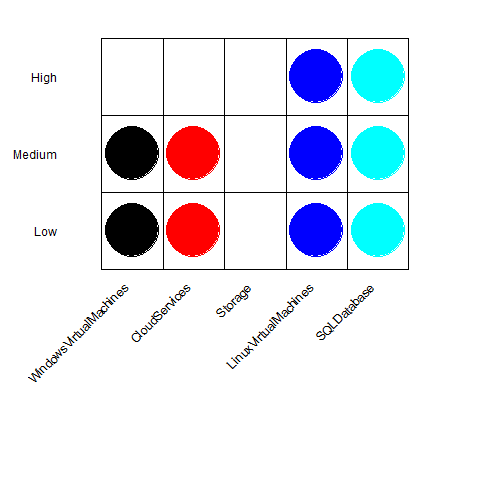 High
Medium
Low
WindowsVirtualMachines
CloudServices
Storage
LinuxVirtualMachines
SQLDatabase